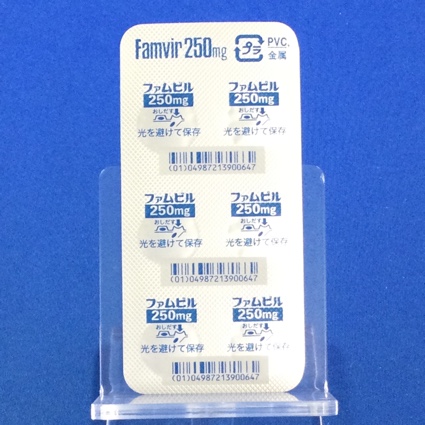 Famvir 250mg プラ PVC, 金属
ファムビル ファムビル
250mg 250mg
おしだす おしだす
光を避けて保存 光を避けて保存
(01)04987213900647
ファムビル ファムビル
250mg 250mg
おしだす おしだす
光を避けて保存 光を避けて保存
(01)04987213900647
ファムビル ファムビル
250mg 250mg
おしだす おしだす
光を避けて保存 光を避けて保存
(01)04987213900647